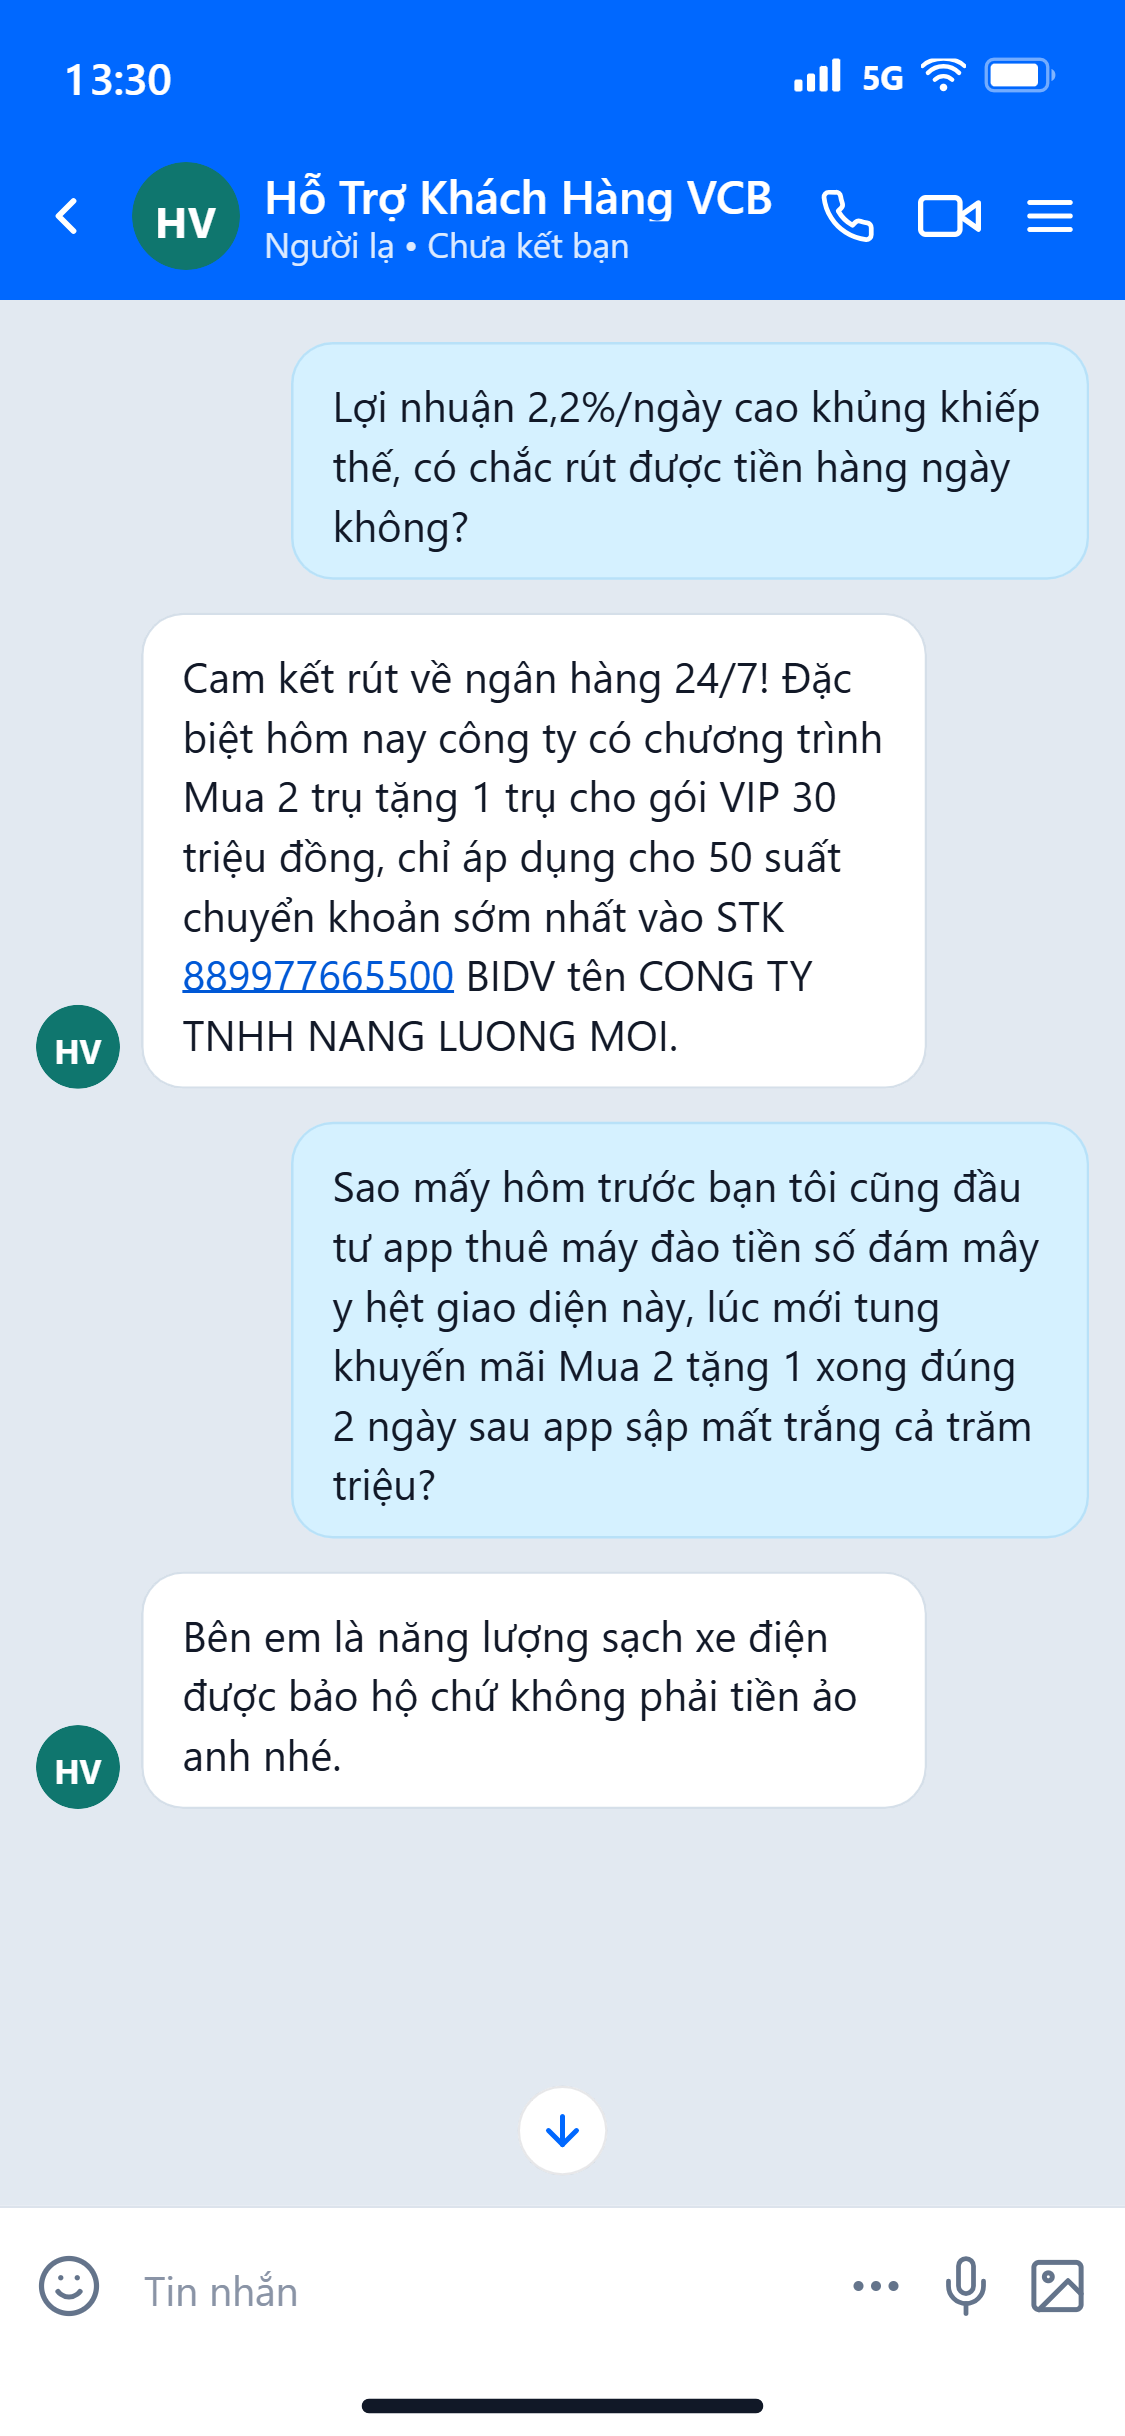 13:30
5G
HV
Hỗ Trợ Khách Hàng VCB
Người lạ • Chưa kết bạn
Lợi nhuận 2,2%/ngày cao khủng khiếp
thế, có chắc rút được tiền hàng ngày
không?
Cam kết rút về ngân hàng 24/7! Đặc
biệt hôm nay công ty có chương trình
Mua 2 trụ tặng 1 trụ cho gói VIP 30
triệu đồng, chỉ áp dụng cho 50 suất
chuyển khoản sớm nhất vào STK
889977665500 BIDV tên CONG TY
TNHH NANG LUONG MOI.
HV
Sao mấy hôm trước bạn tôi cũng đầu
tư app thuê máy đào tiền số đám mây
y hệt giao diện này, lúc mới tung
khuyến mãi Mua 2 tặng 1 xong đúng
2 ngày sau app sập mất trắng cả trăm
triệu?
Bên em là năng lượng sạch xe điện
được bảo hộ chứ không phải tiền ảo
anh nhé.
HV
Tin nhắn